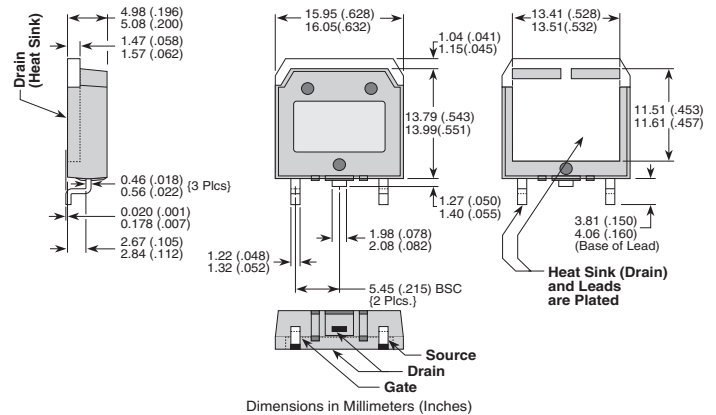 4.98 (.196)
5.08 (.200)
1.47 (.058)
1.57 (.062)
Drain
(Heat Sink)
15.95 (.628)
16.05(.632)
1.04 (.041)
1.15(.045)
13.41 (.528)
13.51(.532)
13.79 (.543)
13.99(.551)
11.51 (.453)
11.61 (.457)
0.46 (.018)
0.56 (.022) {3 Plcs}
0.020 (.001)
0.178 (.007)
2.67 (.105)
2.84 (.112)
1.27 (.050)
1.40 (.055)
1.98 (.078)
2.08 (.082)
1.22 (.048)
1.32 (.052)
3.81 (.150)
4.06 (.160)
(Base of Lead)
5.45 (.215) BSC
{2 Plcs.}
Heat Sink (Drain)
and Leads
are Plated
Source
Drain
Gate
Dimensions in Millimeters (Inches)